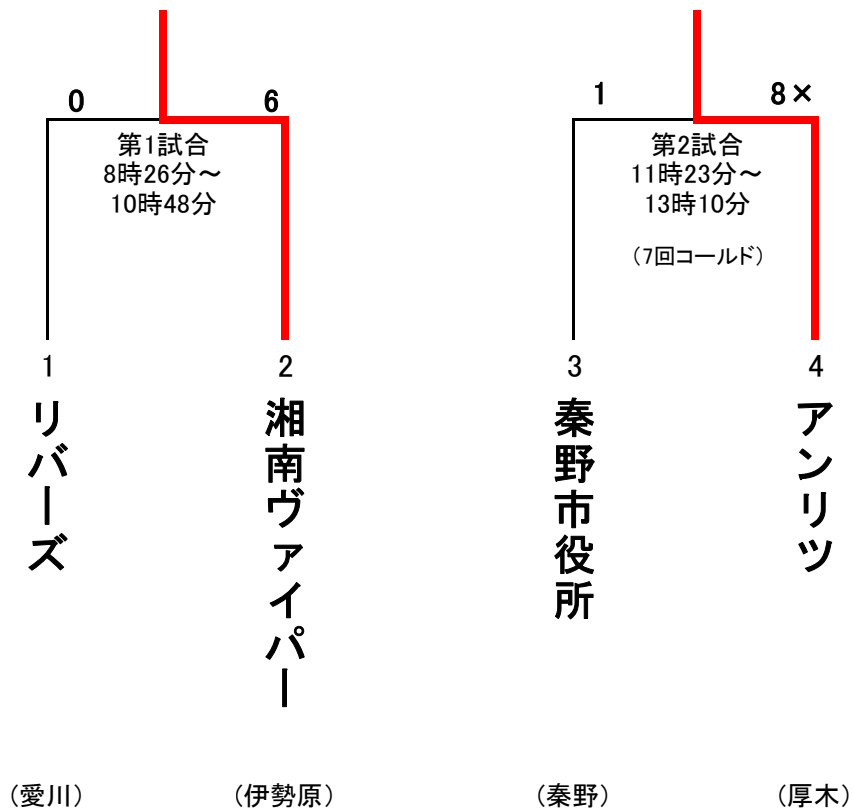 0
6
第1試合
8時26分～
10時48分
1
8×
第2試合
11時23分～
13時10分
（7回コールド）
1
2
3
4
リバーズ
湘南ヴァイパー
秦野市役所
アンリツ
（愛川）
（伊勢原）
（秦野）
（厚木）